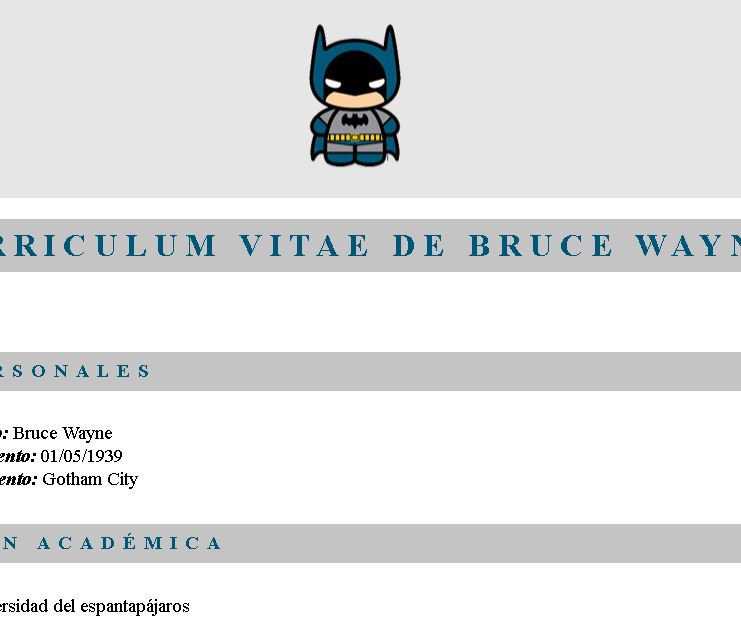 RRICULUM VITAE DE BRUCE WAYN
RSONALES
o: Bruce Wayne
ento: 01/05/1939
ento: Gotham City
N ACADÉMICA
ersidad del espantapájaros